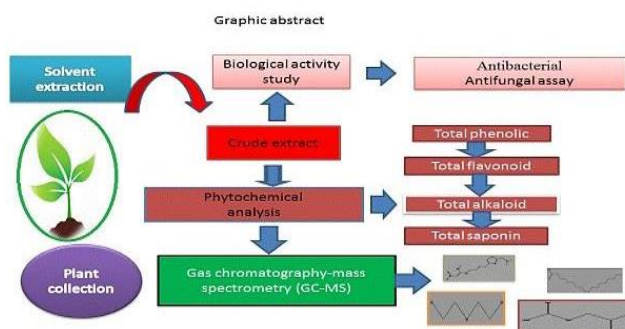 Graphic abstract
Solvent
extraction
Biological activity
study
Antibacterial
Antifungal assay
Crude extract
Total phenolic
Total flavonoid
Phytochemical
analysis
Total alkaloid
Total saponin
Plant
collection
Gas chromatography-mass
spectrometry (GC-MS)